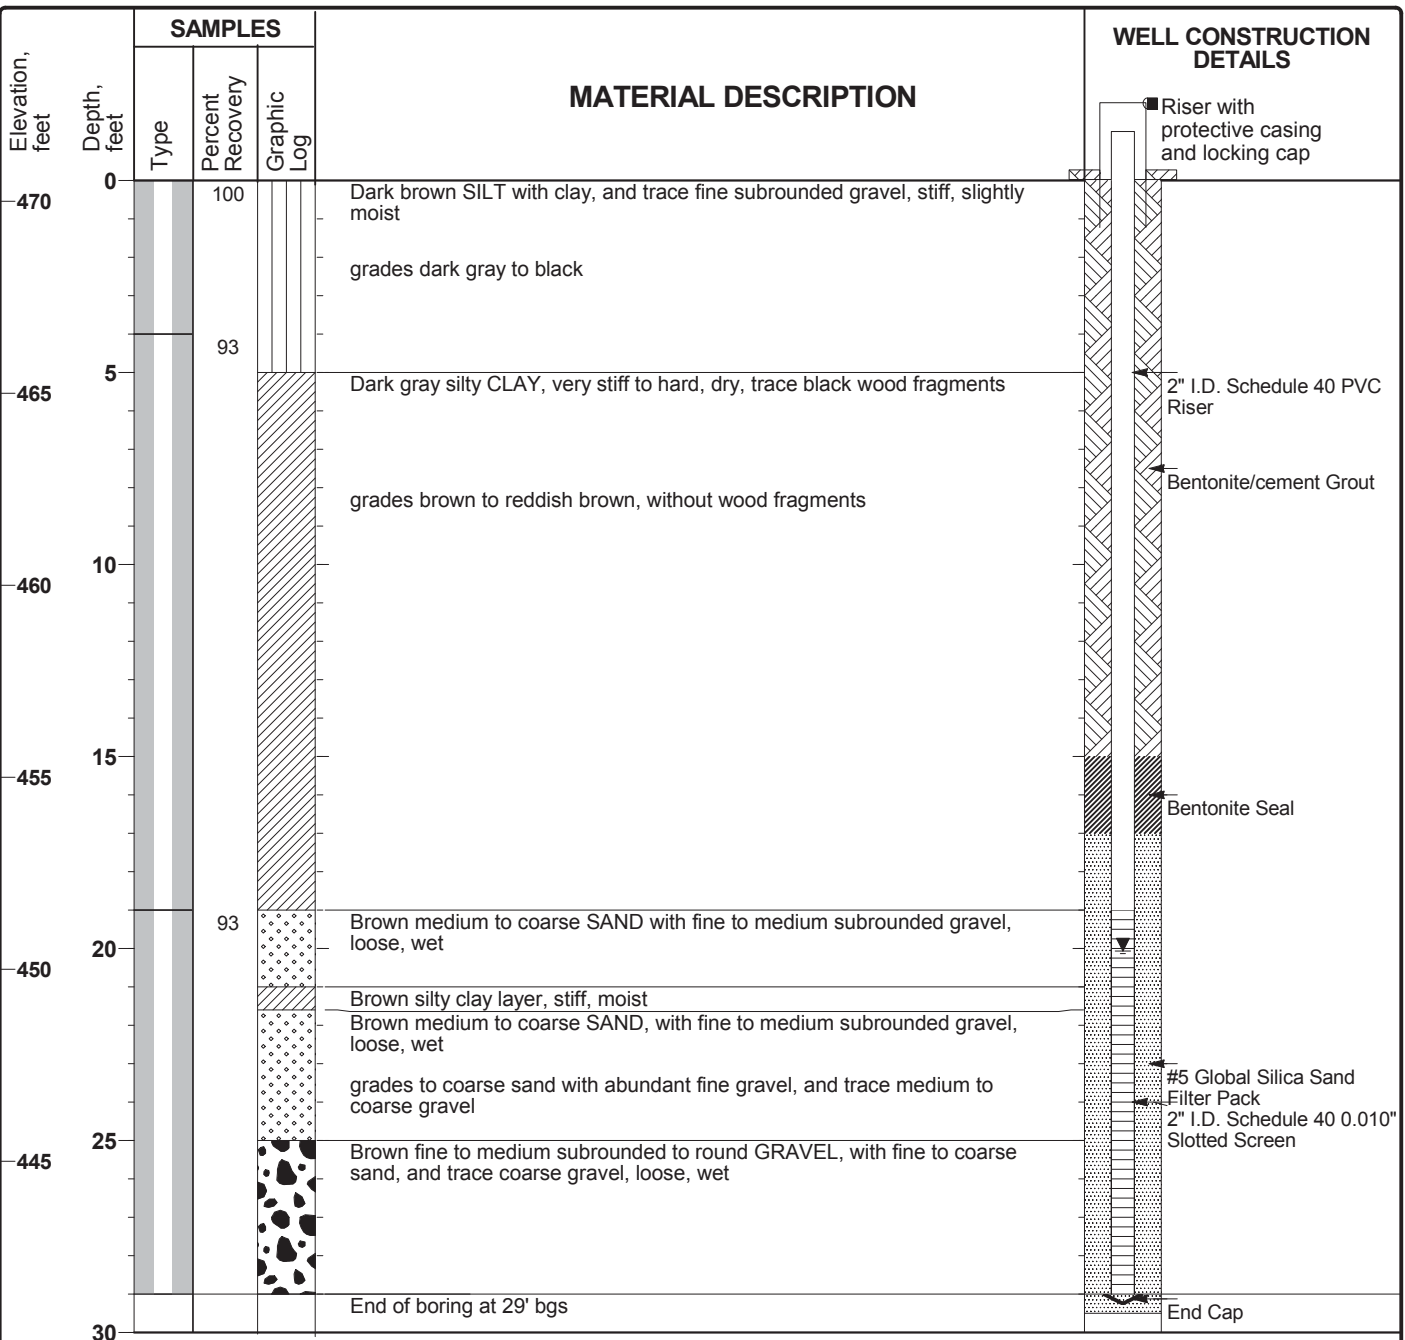 SAMPLES
Elevation,
feet
Depth,
feet
Type
Percent
Recovery
Graphic
Log
MATERIAL DESCRIPTION
WELL CONSTRUCTION
DETAILS
Riser with
protective casing
and locking cap
0
470
100
Dark brown SILT with clay, and trace fine subrounded gravel, stiff, slightly
moist
grades dark gray to black
93
5
465
Dark gray silty CLAY, very stiff to hard, dry, trace black wood fragments
2" I.D. Schedule 40 PVC
Riser
Bentonite/cement Grout
grades brown to reddish brown, without wood fragments
10
460
15
455
Bentonite Seal
93
Brown medium to coarse SAND with fine to medium subrounded gravel,
loose, wet
20
450
Brown silty clay layer, stiff, moist
Brown medium to coarse SAND, with fine to medium subrounded gravel,
loose, wet
grades to coarse sand with abundant fine gravel, and trace medium to
coarse gravel
#5 Global Silica Sand
Filter Pack
2" I.D. Schedule 40 0.010"
Slotted Screen
25
445
Brown fine to medium subrounded to round GRAVEL, with fine to coarse
sand, and trace coarse gravel, loose, wet
End of boring at 29' bgs
End Cap
30